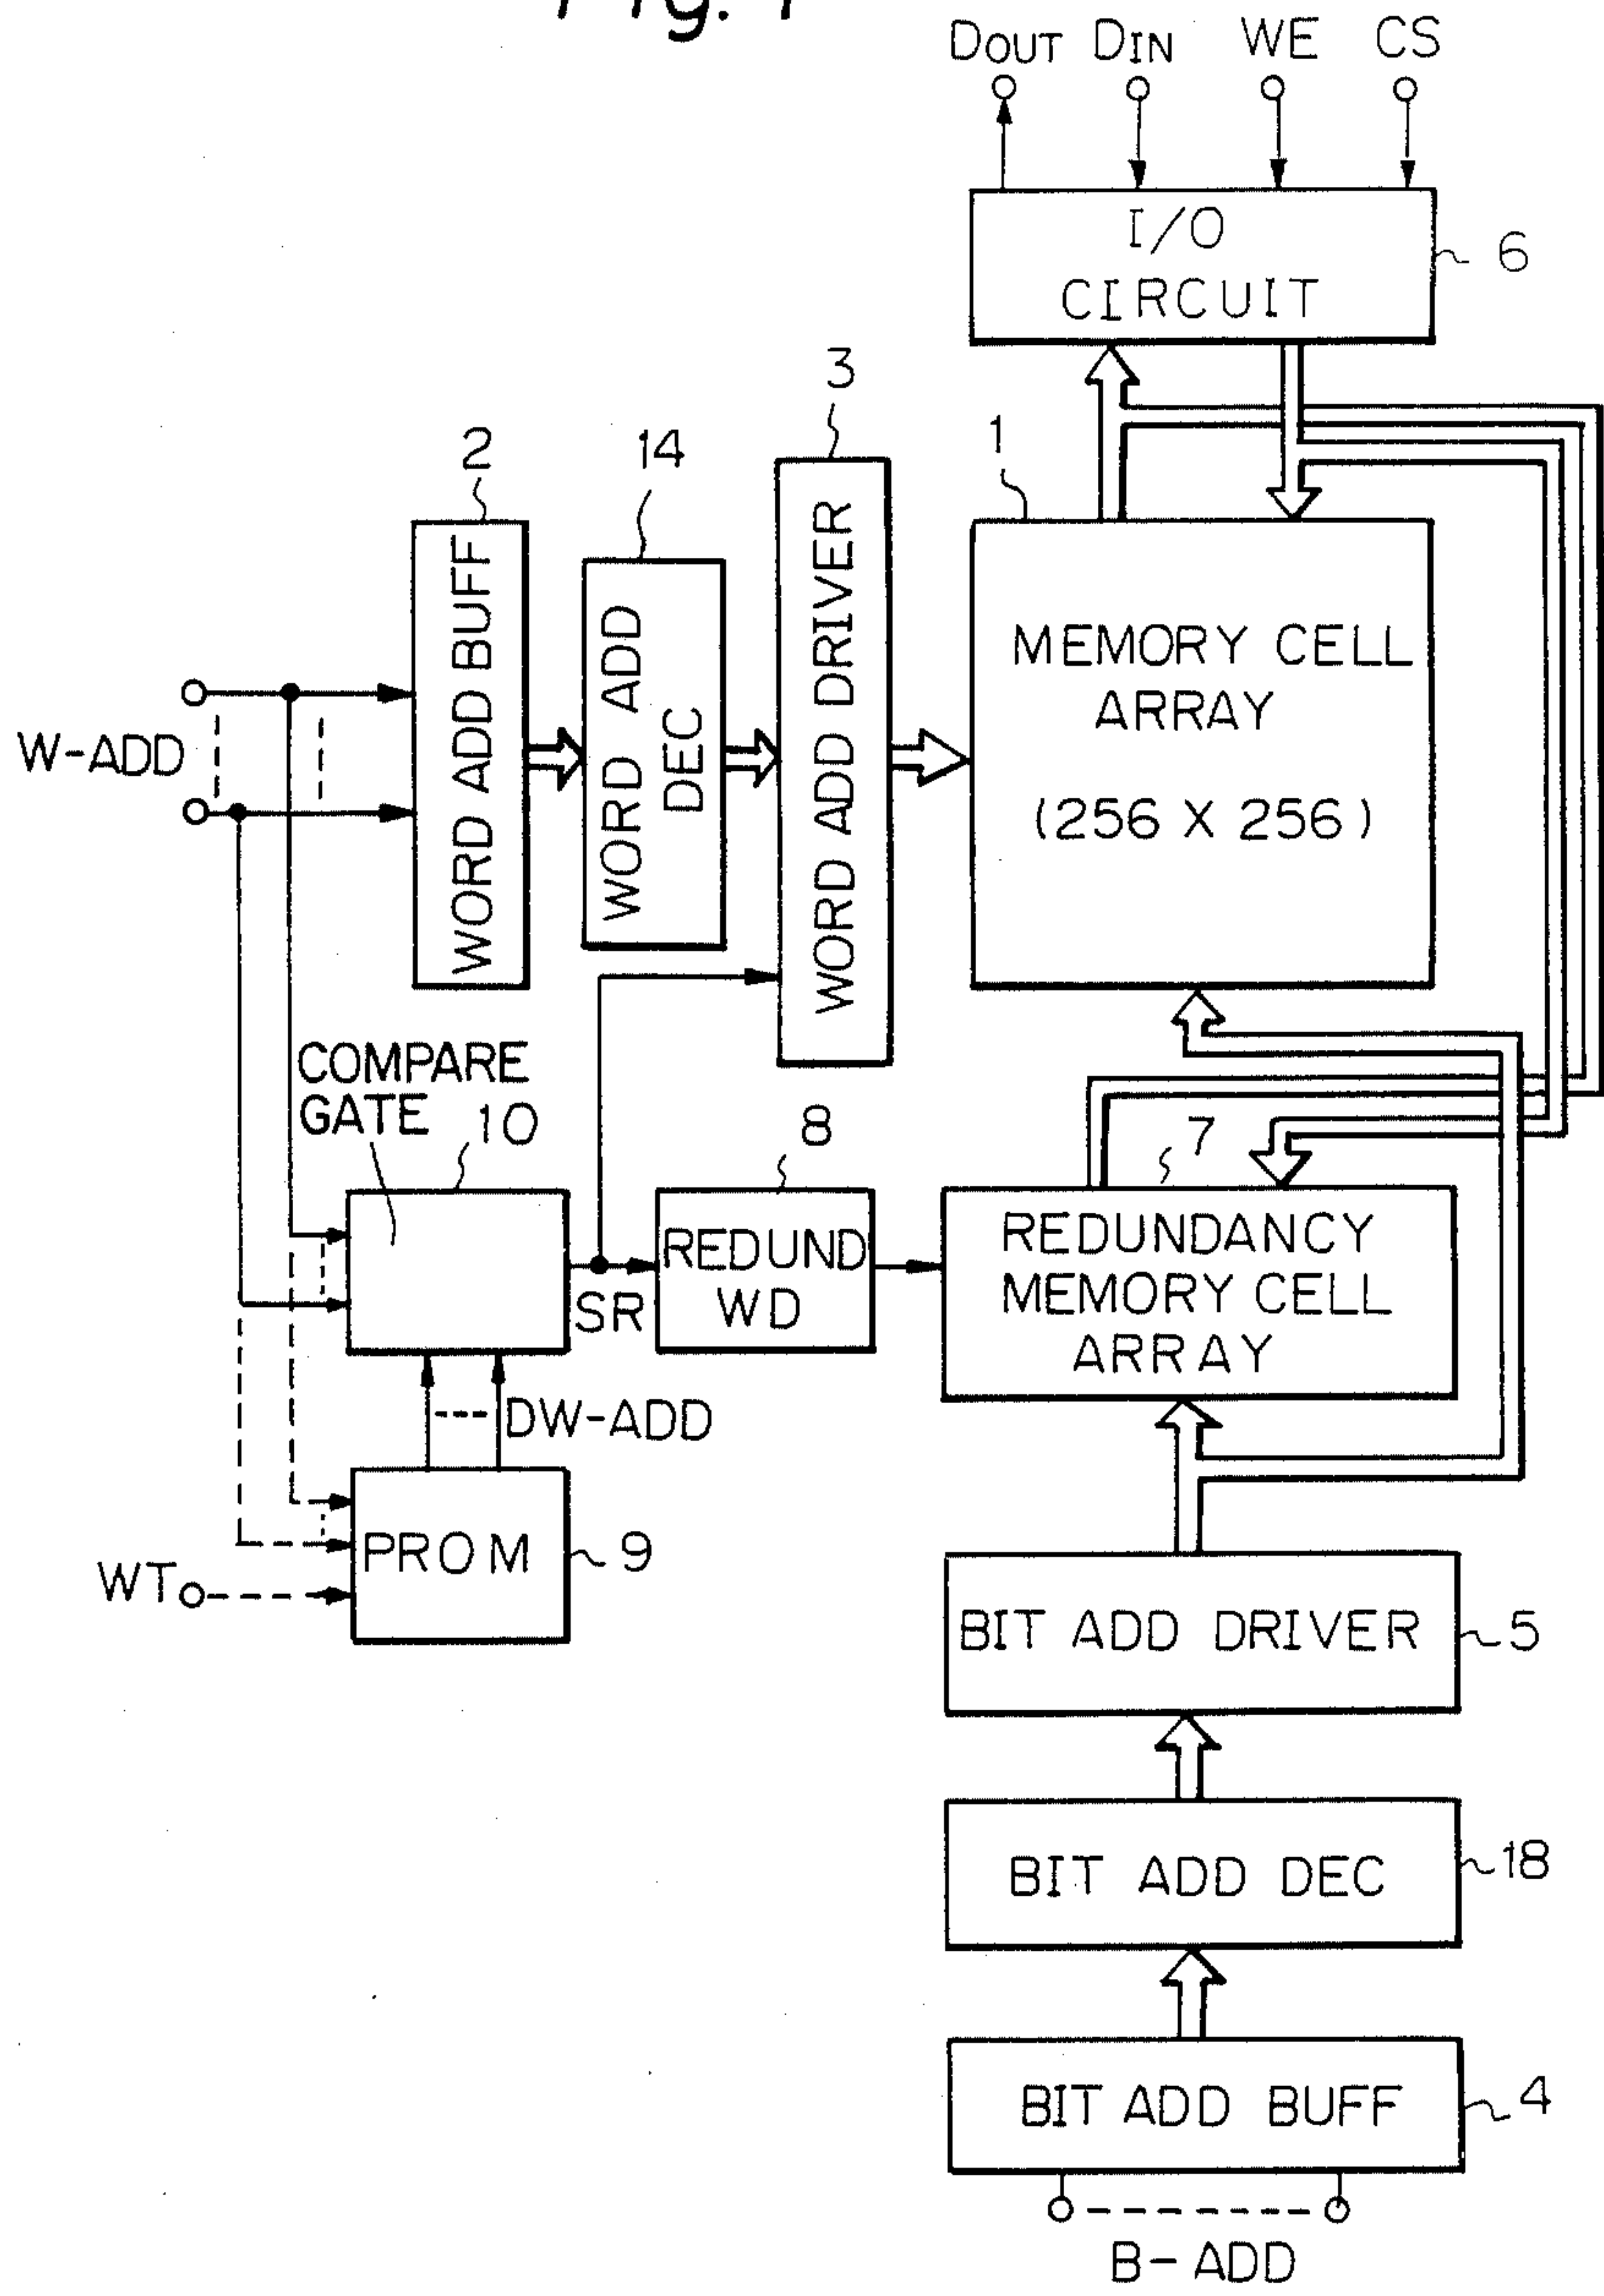 Fig. 1
DOUT DIN WE CS
I/O
CIRCUIT
6
3
2
14
1
WORD ADD BUFF
WORD ADD
DEC
WORD ADD DRIVER
MEMORY CELL
ARRAY
(256 X 256)
W-ADD
COMPARE
GATE
10
8
7
REDUND
WD
SR
REDUNDANCY
MEMORY CELL
ARRAY
DW-ADD
PROM
9
WT
BIT ADD DRIVER
5
BIT ADD DEC
18
BIT ADD BUFF
4
B-ADD